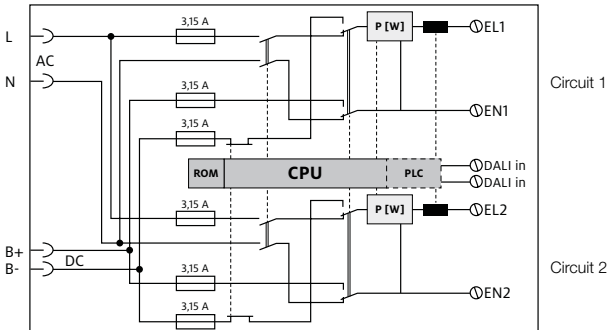 3,15 A
P [W]
EL1
L
AC
N
3,15 A
EN1
Circuit 1
3,15 A
ROM
CPU
PLC
DALI in
DALI in
3,15 A
P [W]
EL2
3,15 A
B+
DC
B-
Circuit 2
EN2
3,15 A